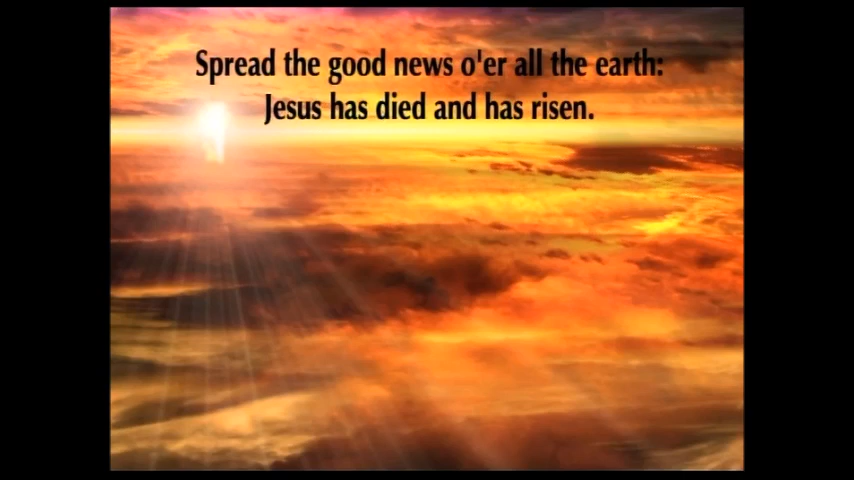 Spread the good news o'er all the earth:
Jesus has died and has risen.